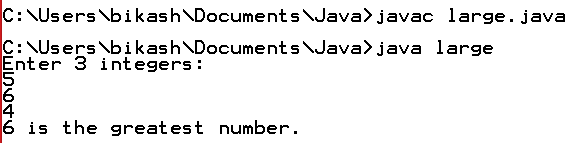 C:\Users\bikash\Documents\Java>javac large.java
C:\Users\bikash\Documents\Java>java large
Enter 3 integers:
5
6
4
6 is the greatest number.